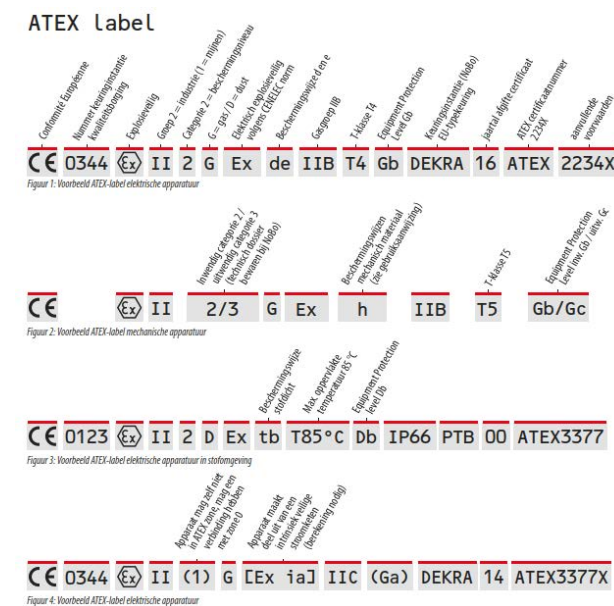 ATEX label
Conformité Européenne
Nummer keuringinstantie
kwaliteitsborging
Explosieveilig
Groep 2 = industrie (1 = mijnen)
Categorie 2 = beschermingsniveau
G = gas / D = dust
Elektrisch explosieveilig
volgens CENELEC norm
Beschermingswijze d en e
Gasgroep IIB
T-klasse T4
Equipment Protection
Level Gb
Keuringinstantie (NoBo)
EU-typekeuring
Jaartal afgifte certificaat
ATEX certificaatnummer
2234X
aanvullende
voorwaarden
CE 0344 Ex II 2 G Ex de IIB T4 Gb DEKRA 16 ATEX 2234X
Figuur 1: Voorbeeld ATEX-label elektrische apparatuur
Inwendig categorie 2 /
uitwendig categorie 3
(technisch dossier
bewaren bij NoBo)
Beschermingswijzen
mechanisch materiaal
(zie gebruiksaanwijzing)
T-klasse T5
Equipment Protection
Level inw. Gb / uitw. Gc
CE Ex II 2/3 G Ex h IIB T5 Gb/Gc
Figuur 2: Voorbeeld ATEX-label mechanische apparatuur
Beschermingswijze
stofdicht
Max. oppervlakte
temperatuur 85 °C
Equipment Protection
level Db
CE 0123 Ex II 2 D Ex tb T85°C Db IP66 PTB 00 ATEX3377
Figuur 3: Voorbeeld ATEX-label elektrische apparatuur in stofomgeving
Apparaat mag zelf niet
in ATEX zone, mag een
verbinding hebben
met zone 0
Apparaat maakt
deel uit van een
intrinsiek veilige
stroomketen
(berekening nodig)
CE 0344 Ex II (1) G [Ex ia] IIC (Ga) DEKRA 14 ATEX3377X
Figuur 4: Voorbeeld ATEX-label elektrische apparatuur